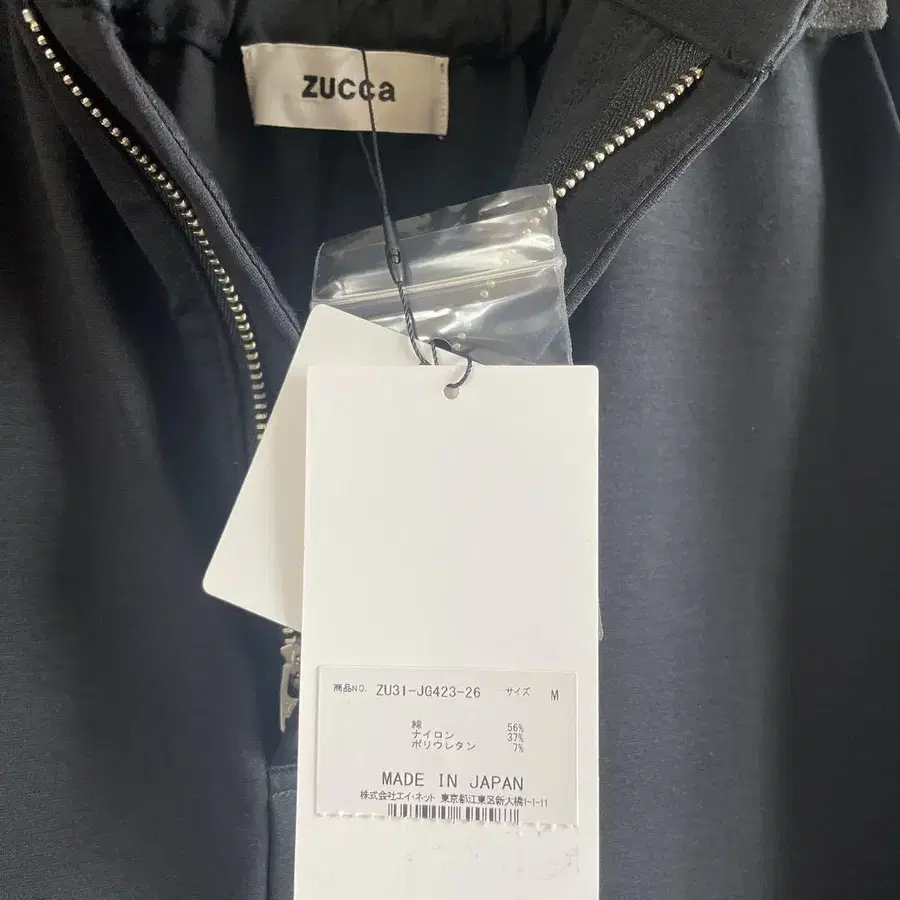 ZUCCa
商品NO. ZU31-JG423-26 サイズ M
綿 56%
ナイロン 37%
ポリウレタン 7%
MADE IN JAPAN
株式会社エイ・ネット 東京都江東区新大橋1-1-11